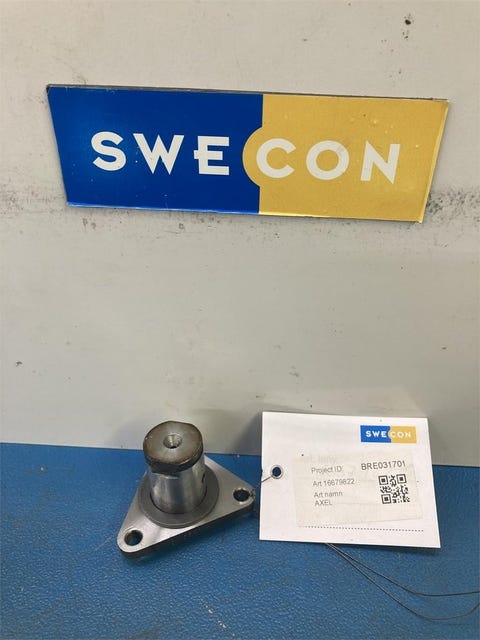 SWECON
SWECON
Project ID: BRE031701
Art 16679822
Art namn
AXEL